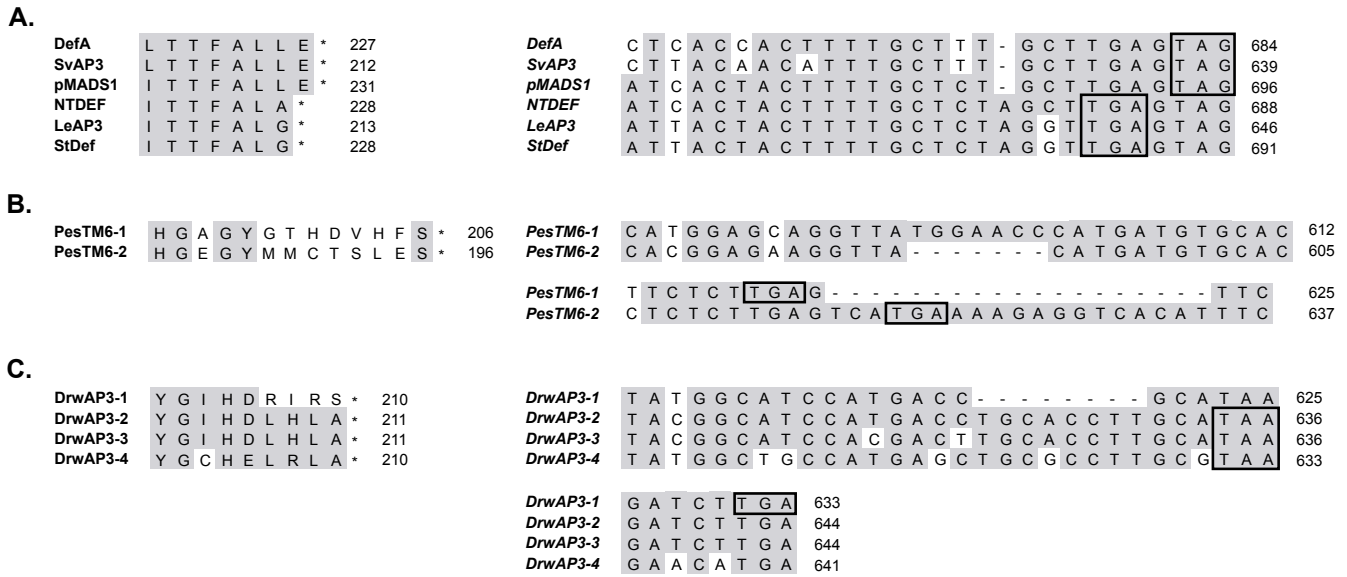 A.
DefA L T T F A L L E * 227
SvAP3 L T T F A L L E * 212
pMADS1 I T T F A L L E * 231
NTDEF I T T F A L A * 228
LeAP3 I T T F A L G * 213
StDef I T T F A L G * 228
DefA C T C A C C A C T T T T G C T T T - G C T T G A G T A G 684
SvAP3 C T T A C A A C A T T T G C T T T - G C T T G A G T A G 639
pMADS1 A T C A C T A C T T T T G C T C T - G C T T G A G T A G 696
NTDEF A T C A C T A C T T T T G C T C T A G C T T G A G T A G 688
LeAP3 A T T A C T A C T T T T G C T C T A G G T T G A G T A G 646
StDef A T T A C T A C T T T T G C T C T A G G T T G A G T A G 691
B.
PesTM6-1 H G A G Y G T H D V H F S * 206
PesTM6-2 H G E G Y M M C T S L E S * 196
PesTM6-1 C A T G G A G C A G G T T A T G G A A C C C A T G A T G T G C A C 612
PesTM6-2 C A C G G A G A A G G T T A - - - - - - - C A T G A T G T G C A C 605
PesTM6-1 T T C T C T T G A G - - - - - - - - - - - - - - - - - - - T T C 625
PesTM6-2 C T C T C T T G A G T C A T G A A A A G A G G T C A C A T T T C 637
C.
DrwAP3-1 Y G I H D R I R S * 210
DrwAP3-2 Y G I H D L H L A * 211
DrwAP3-3 Y G I H D L H L A * 211
DrwAP3-4 Y G C H E L R L A * 210
DrwAP3-1 T A T G G C A T C C A T G A C C - - - - - - - - G C A T A A 625
DrwAP3-2 T A C G G C A T C C A T G A C C T G C A C C T T G C A T A A 636
DrwAP3-3 T A C G G C A T C C A C G A C T T G C A C C T T G C A T A A 636
DrwAP3-4 T A T G G C T G C C A T G A G C T G C G C C T T G C G T A A 633
DrwAP3-1 G A T C T T G A 633
DrwAP3-2 G A T C T T G A 644
DrwAP3-3 G A T C T T G A 644
DrwAP3-4 G A A C A T G A 641